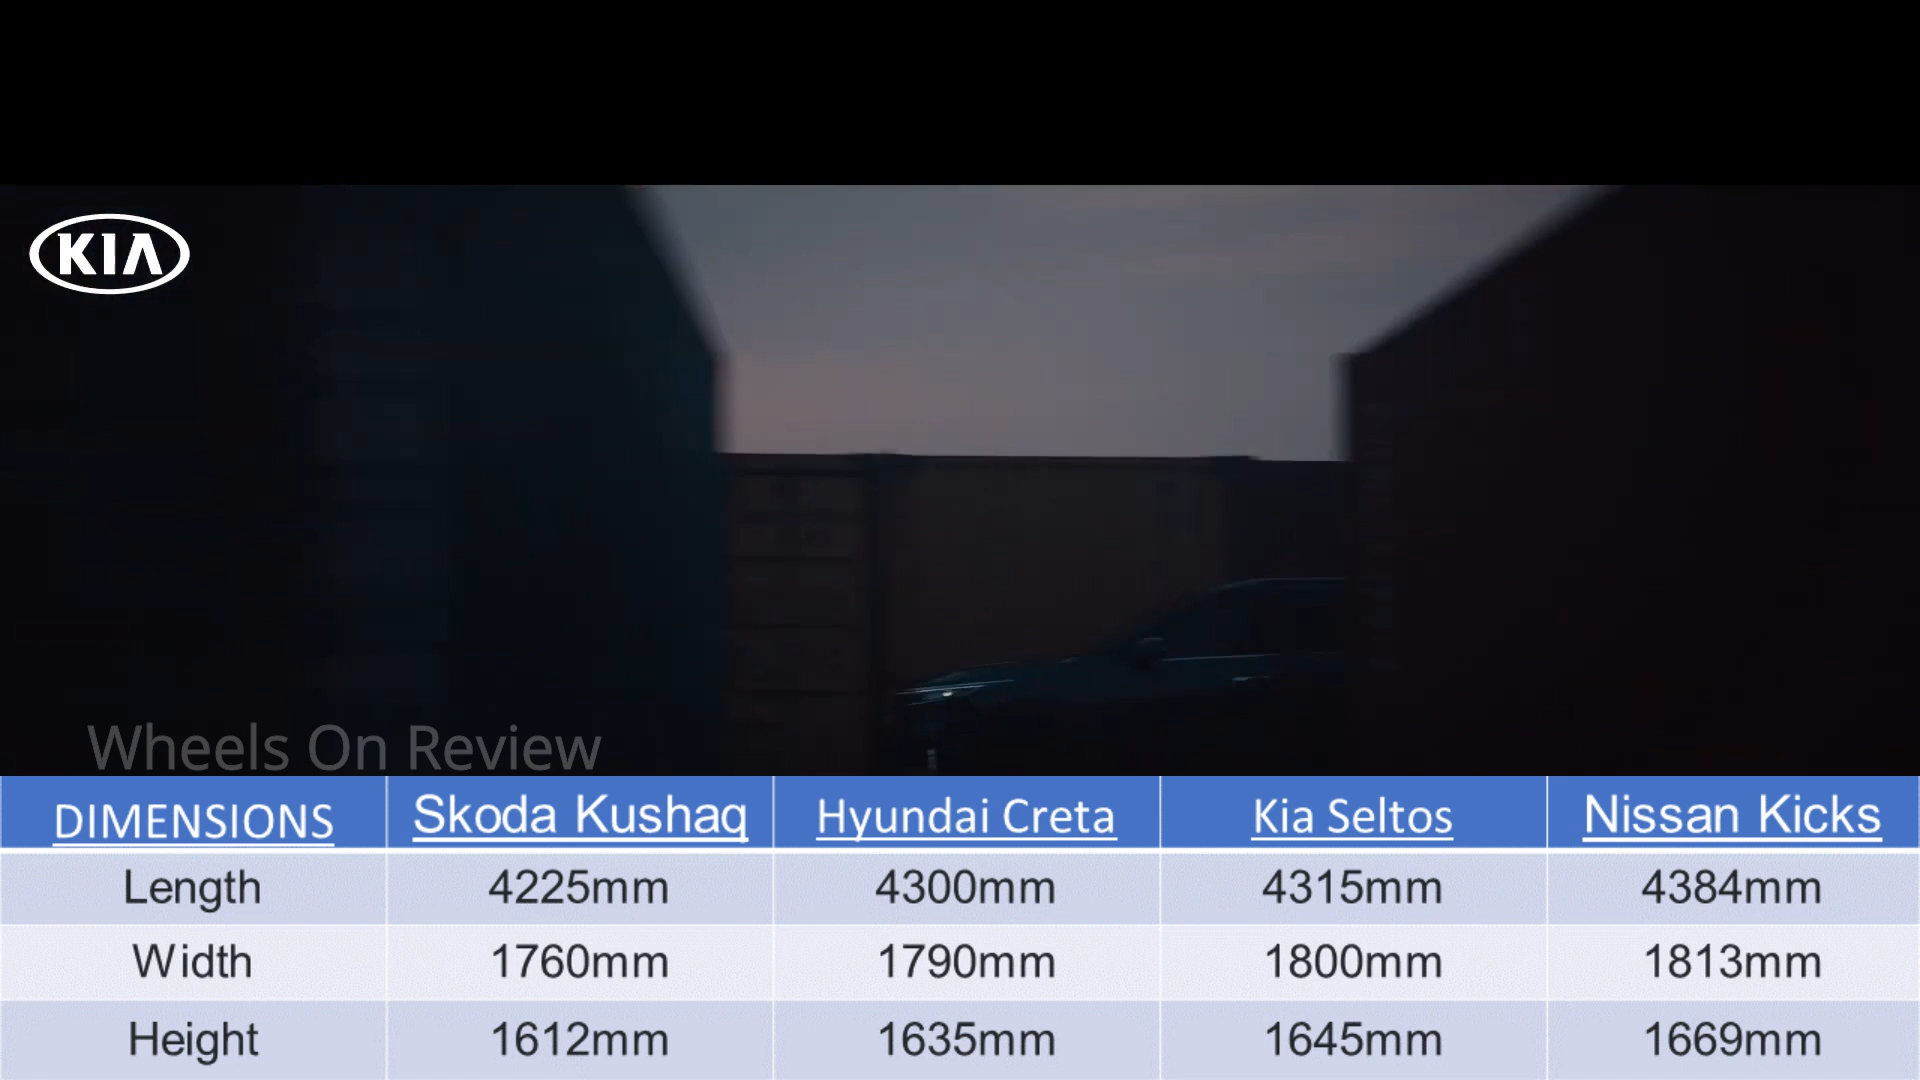 KIA
Wheels On Review
DIMENSIONS Skoda Kushaq Hyundai Creta Kia Seltos Nissan Kicks
Length 4225mm 4300mm 4315mm 4384mm
Width 1760mm 1790mm 1800mm 1813mm
Height 1612mm 1635mm 1645mm 1669mm